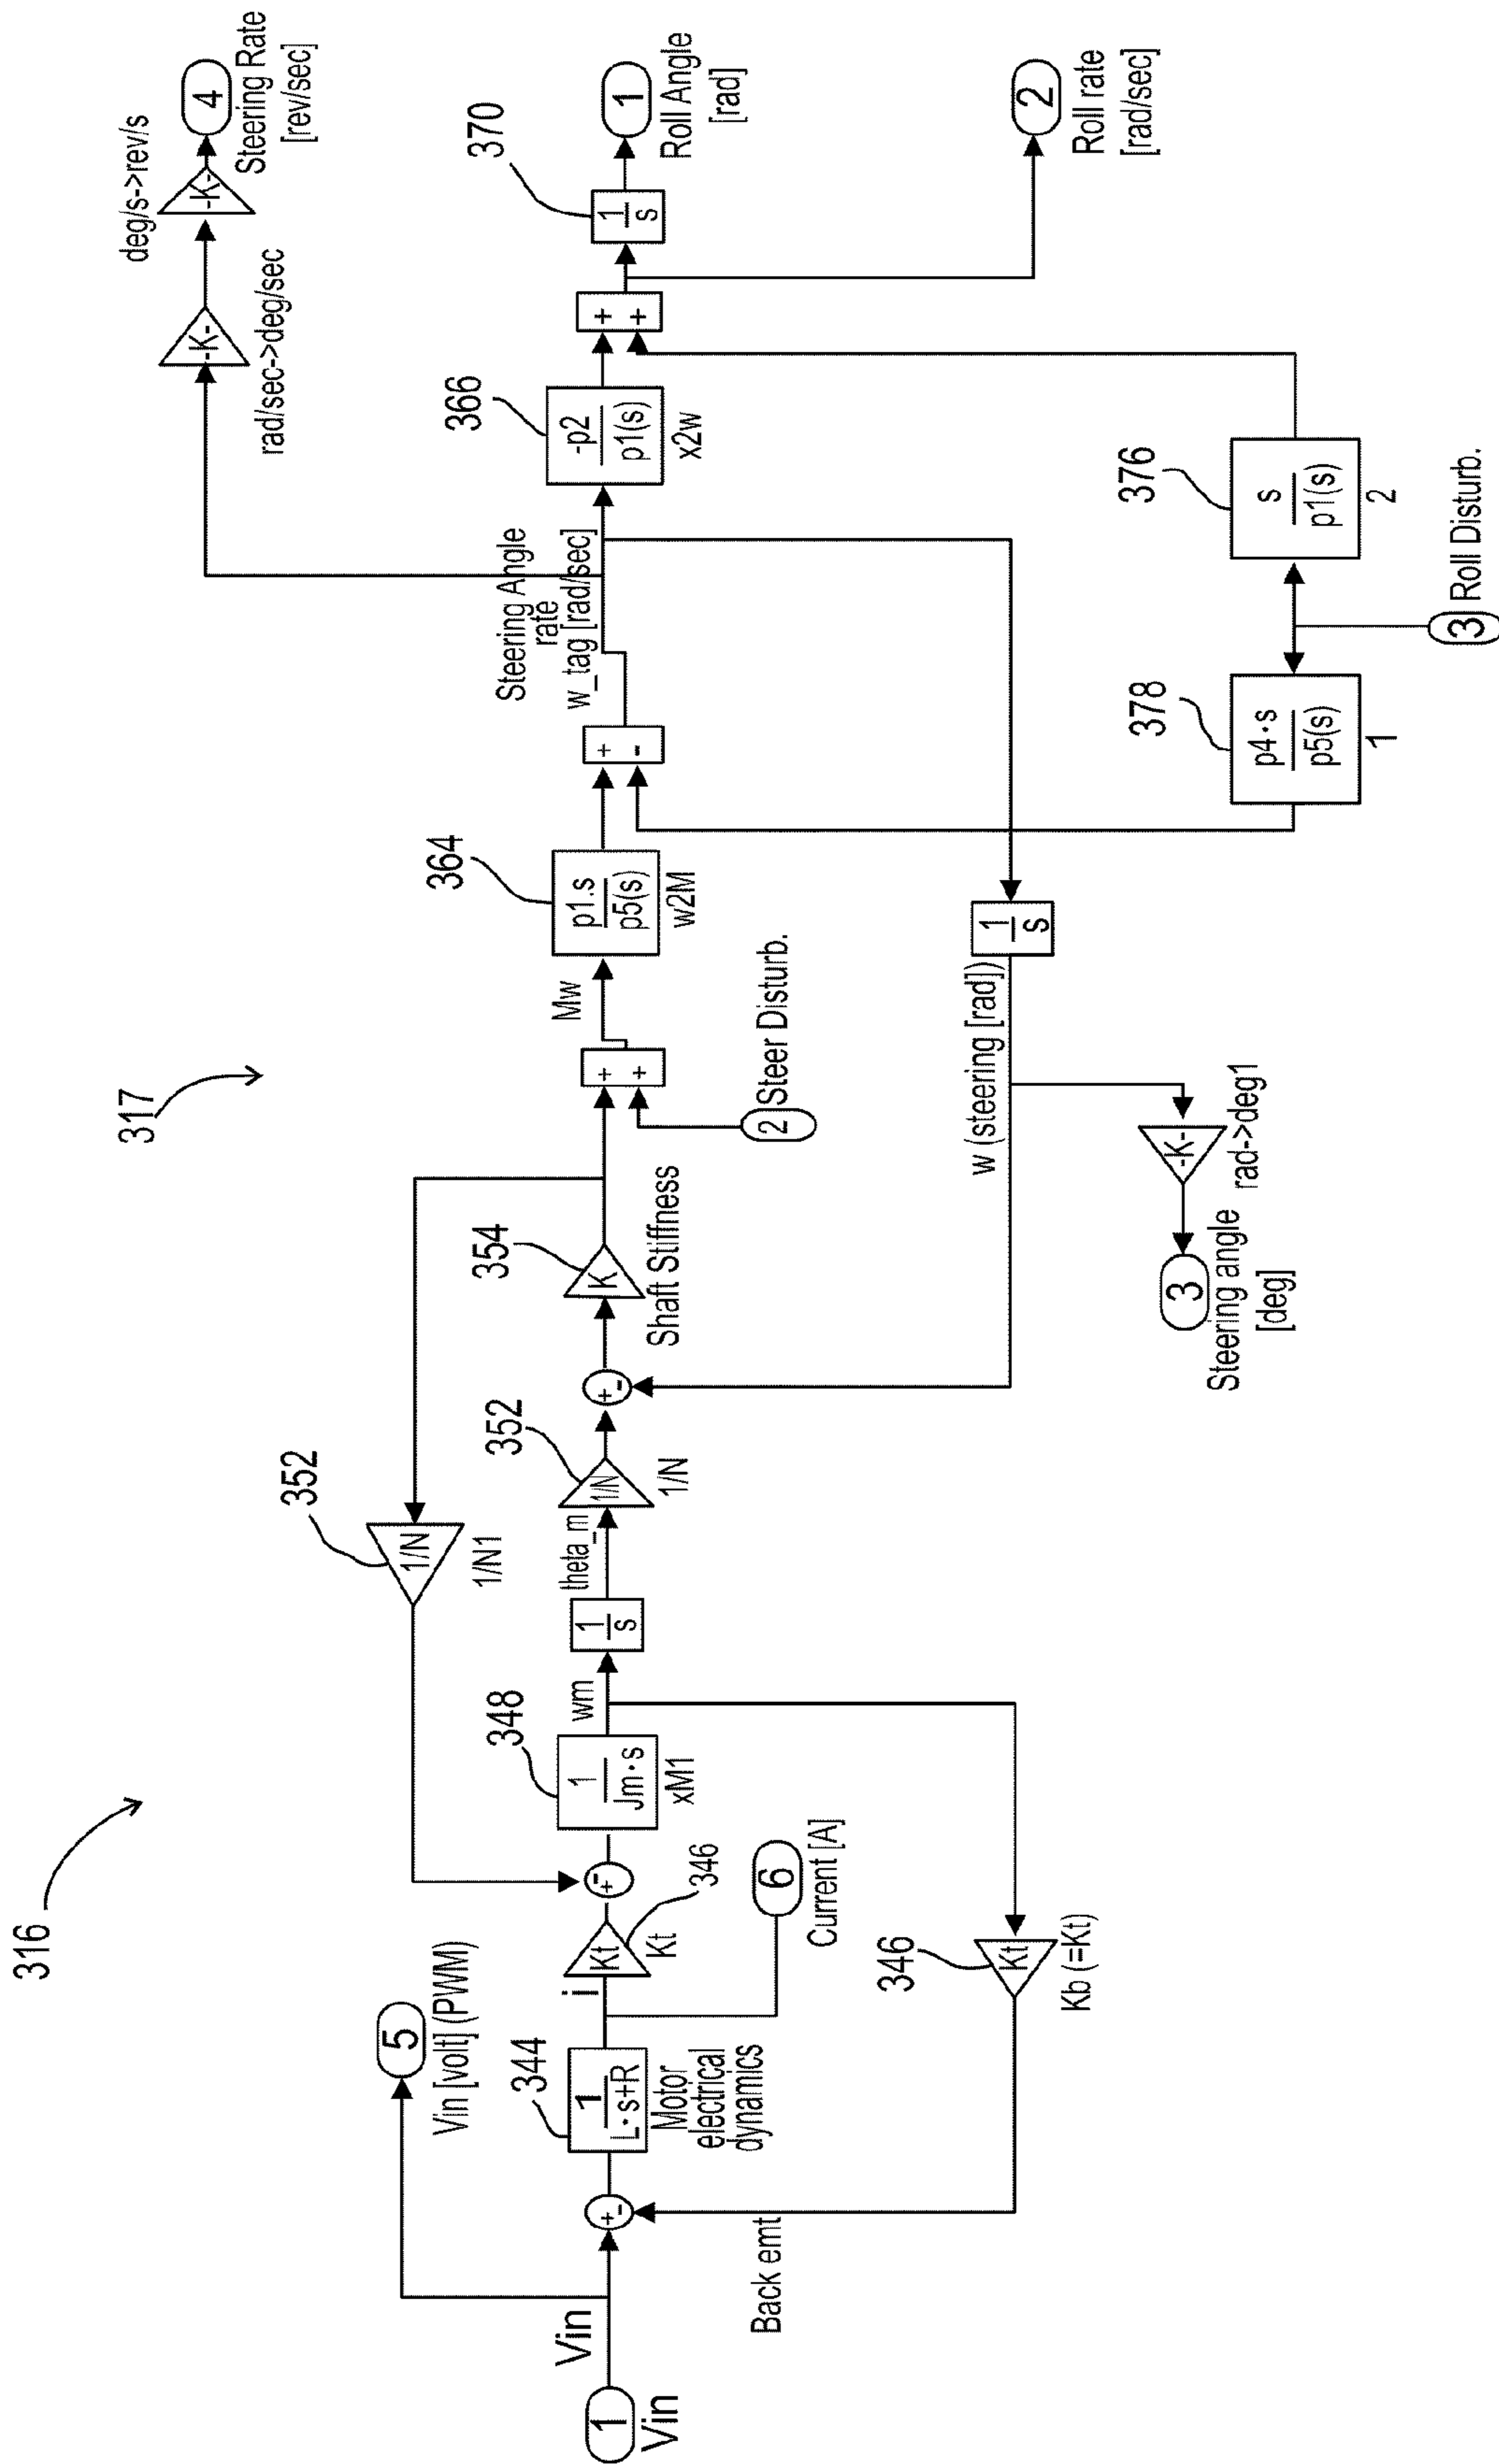 316
317
deg/s->rev/s
-K-
4
Steering Rate
[rev/sec]
-K-
rad/sec->deg/sec
352
1/N
1/N1
5
Vin [volt] (PWM)
1
Vin
Vin
+
-
344
1
L·s+R
Motor
electrical
dynamics
i
Kt
346
Kt
+
-
348
1
Jm·s
xM1
wm
1
s
theta_m
352
1/N
1/N
+
-
354
K
Shaft Stiffness
+
+
Mw
364
p1.s
p5(s)
w2M
+
-
Steering Angle
rate
w_tag [rad/sec]
366
-p2
p1(s)
x2w
+
+
370
1
s
1
Roll Angle
[rad]
2
Roll rate
[rad/sec]
6
Current [A]
2
Steer Disturb.
Back emt
346
Kt
Kb (=Kt)
w (steering [rad])
1
s
-K-
rad->deg1
3
Steering angle
[deg]
378
p4·s
p5(s)
1
376
s
p1(s)
2
3
Roll Disturb.